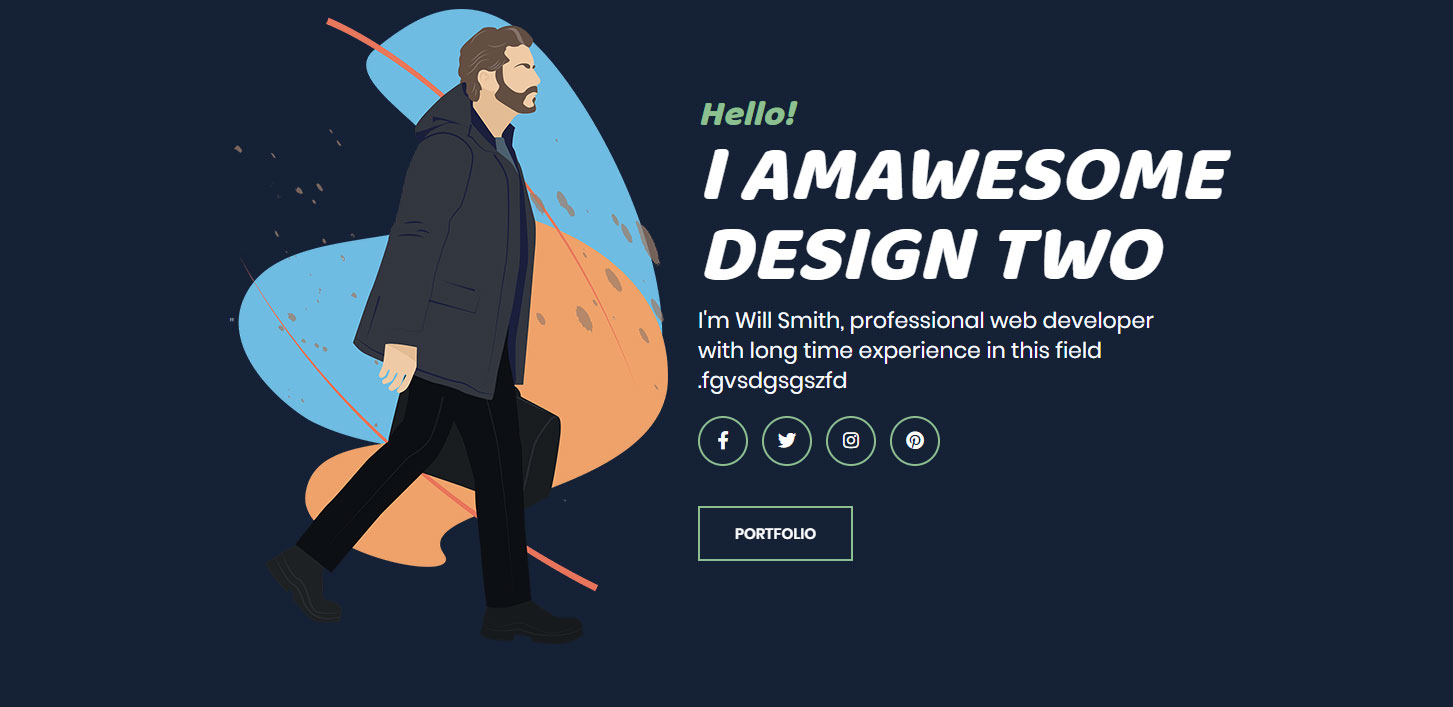 Hello!
I AMAWESOME
DESIGN TWO
I'm Will Smith, professional web developer
with long time experience in this field
.fgvsdgsgszfd
PORTFOLIO